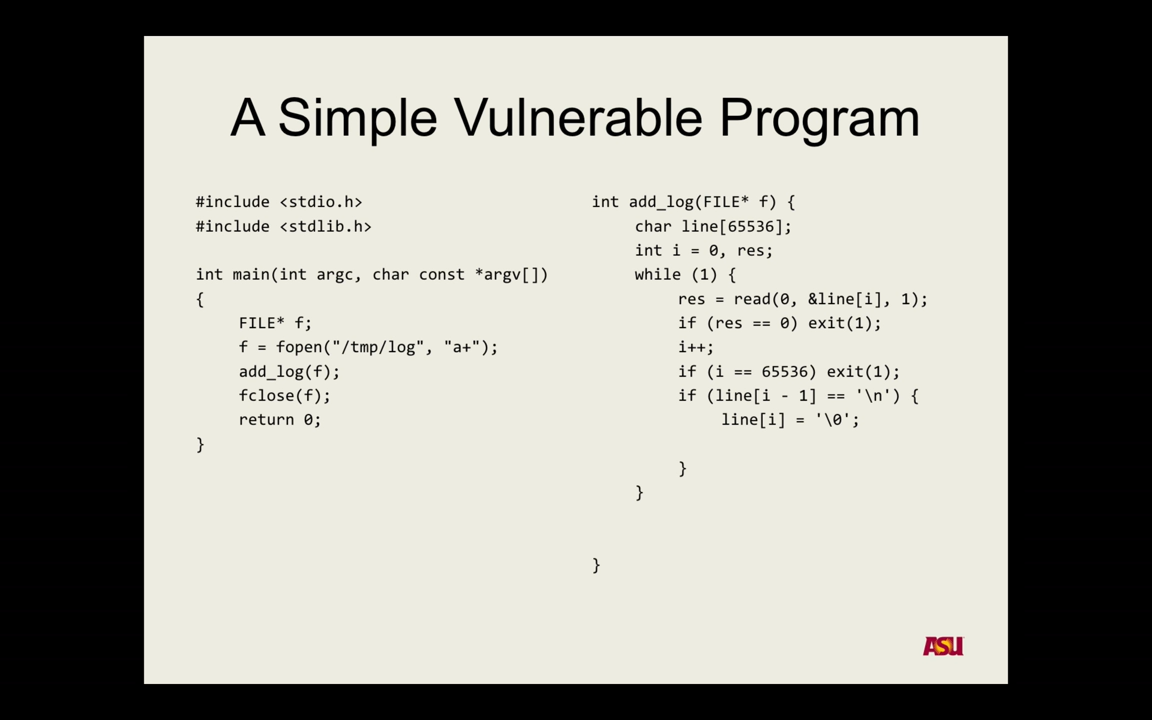 A Simple Vulnerable Program
#include <stdio.h>
#include <stdlib.h>
int main(int argc, char const *argv[])
{
FILE* f;
f = fopen("/tmp/log", "a+");
add_log(f);
fclose(f);
return 0;
}
int add_log(FILE* f) {
char line[65536];
int i = 0, res;
while (1) {
res = read(0, &line[i], 1);
if (res == 0) exit(1);
i++;
if (i == 65536) exit(1);
if (line[i - 1] == '\n') {
line[i] = '\0';
}
}
}
ASU